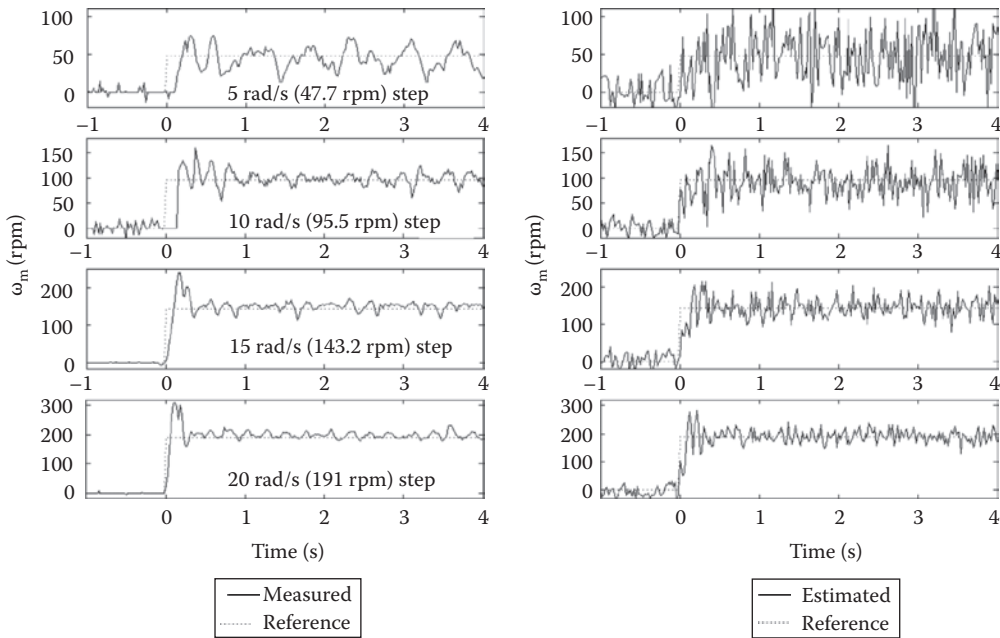 ωm (rpm)
100
50
0
5 rad/s (47.7 rpm) step
−1 0 1 2 3 4
150
100
50
0
10 rad/s (95.5 rpm) step
−1 0 1 2 3 4
200
100
0
15 rad/s (143.2 rpm) step
−1 0 1 2 3 4
300
200
100
0
20 rad/s (191 rpm) step
0 1 2 3 4
Time (s)
Measured
Reference
ωm (rpm)
100
50
0
−1 0 1 2 3 4
150
100
50
0
−1 0 1 2 3 4
200
100
0
−1 0 1 2 3 4
300
200
100
0
0 1 2 3 4
Time (s)
Estimated
Reference